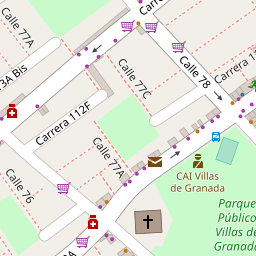 Calle 77A
Calle 78
Carrera 1
3A Bis
Calle 77C
Carrera 112F
Calle 77A
Calle 76
CAI Villas
de Granada
Parque
Público
Villas de
Granada